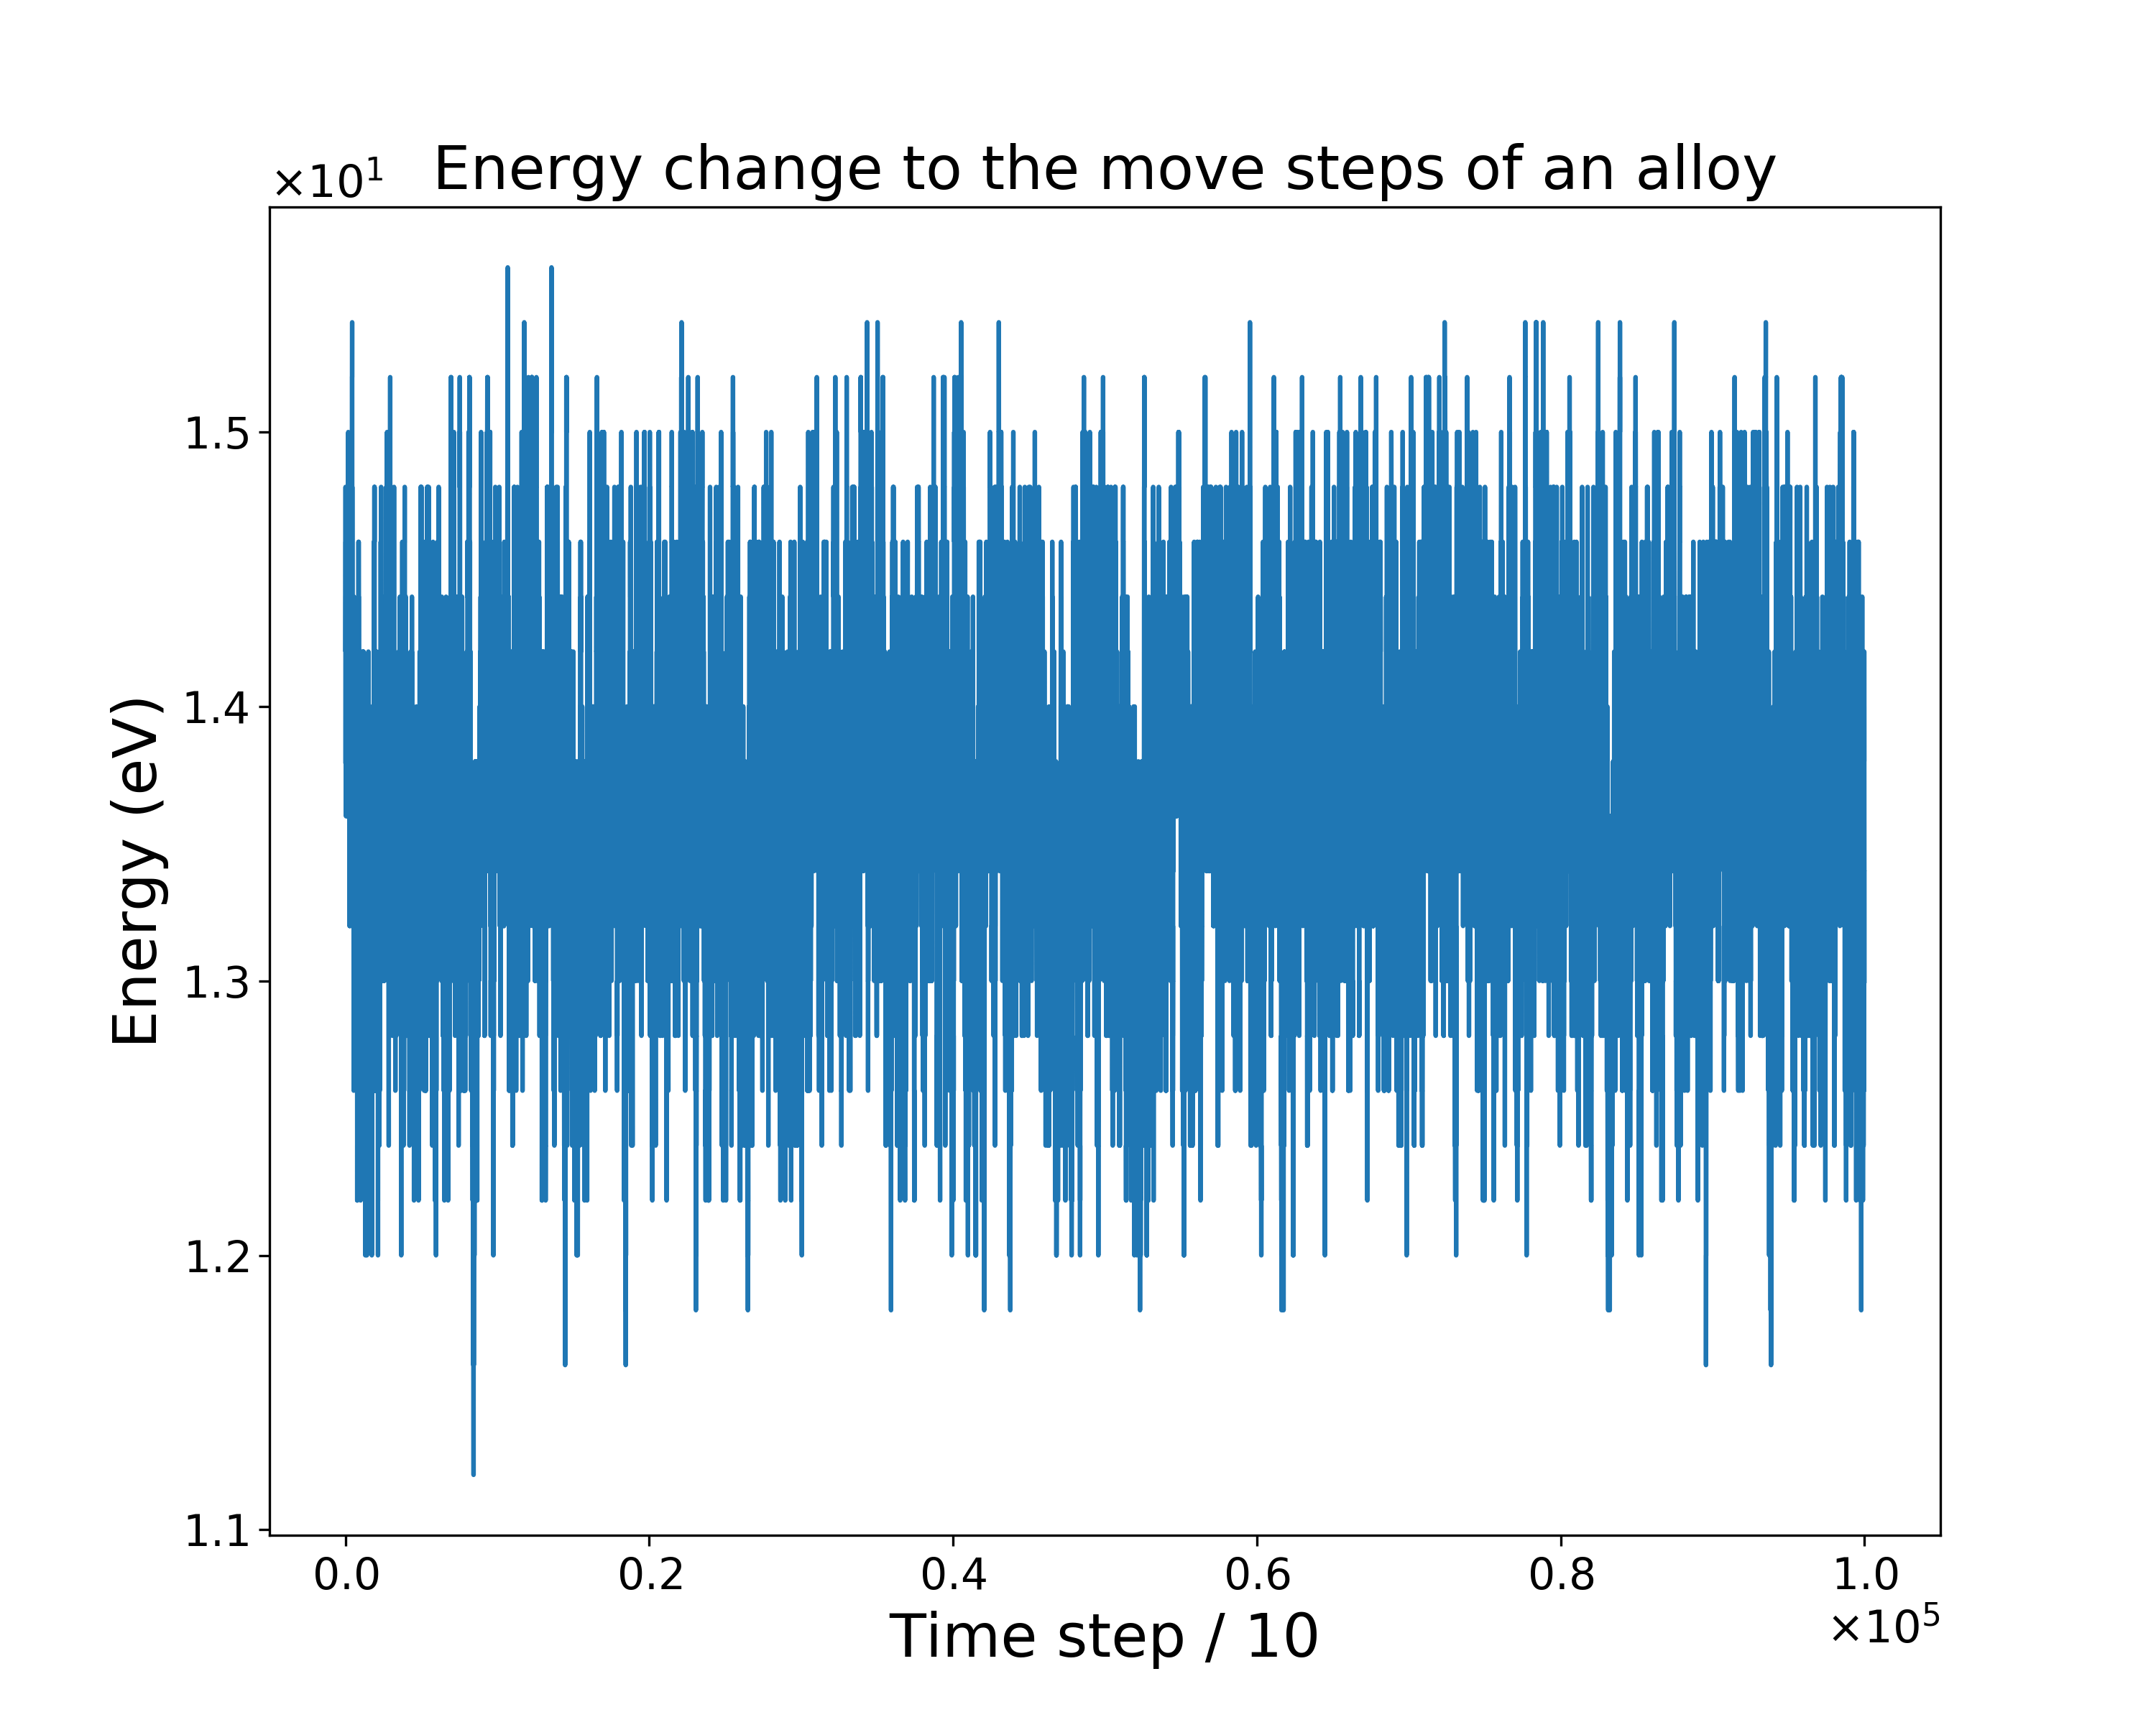 Energy change to the move steps of an alloy
×10¹
1.5
1.4
1.3
1.2
1.1
Energy (eV)
0.0 0.2 0.4 0.6 0.8 1.0
Time step / 10
×10⁵